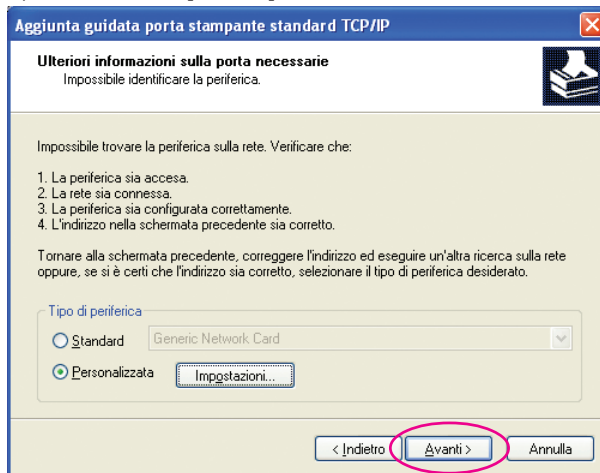 Aggiunta guidata porta stampante standard TCP/IP
Ulteriori informazioni sulla porta necessarie
Impossibile identificare la periferica.
Impossibile trovare la periferica sulla rete. Verificare che:
1. La periferica sia accesa.
2. La rete sia connessa.
3. La periferica sia configurata correttamente.
4. L'indirizzo nella schermata precedente sia corretto.
Tornare alla schermata precedente, correggere l'indirizzo ed eseguire un'altra ricerca sulla rete
oppure, se si è certi che l'indirizzo sia corretto, selezionare il tipo di periferica desiderato.
Tipo di periferica
Standard Generic Network Card
Personalizzata Impostazioni...
< Indietro Avanti > Annulla